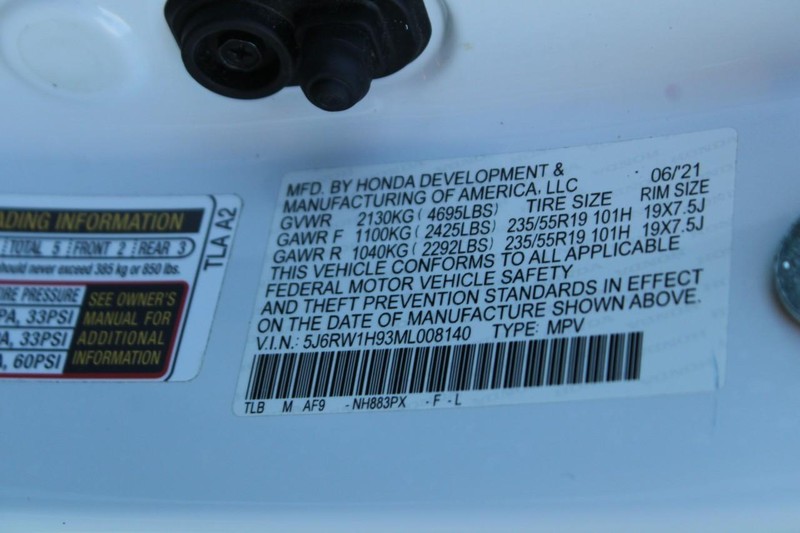 ADING INFORMATION
TOTAL 5 FRONT 2 REAR 3
should never exceed 385 kg or 850 lbs.
RE PRESSURE
PA, 33PSI
A, 33PSI
A, 60PSI
SEE OWNER'S
MANUAL FOR
ADDITIONAL
INFORMATION
TLA A2
MFD. BY HONDA DEVELOPMENT & 06/'21
MANUFACTURING OF AMERICA, LLC
TIRE SIZE RIM SIZE
GVWR 2130KG ( 4695LBS)
GAWR F 1100KG ( 2425LBS) 235/55R19 101H 19X7.5J
GAWR R 1040KG ( 2292LBS) 235/55R19 101H 19X7.5J
THIS VEHICLE CONFORMS TO ALL APPLICABLE
FEDERAL MOTOR VEHICLE SAFETY
AND THEFT PREVENTION STANDARDS IN EFFECT
ON THE DATE OF MANUFACTURE SHOWN ABOVE.
V.I.N.: 5J6RW1H93ML008140 TYPE: MPV
TLB M AF9 - NH883PX - F - L